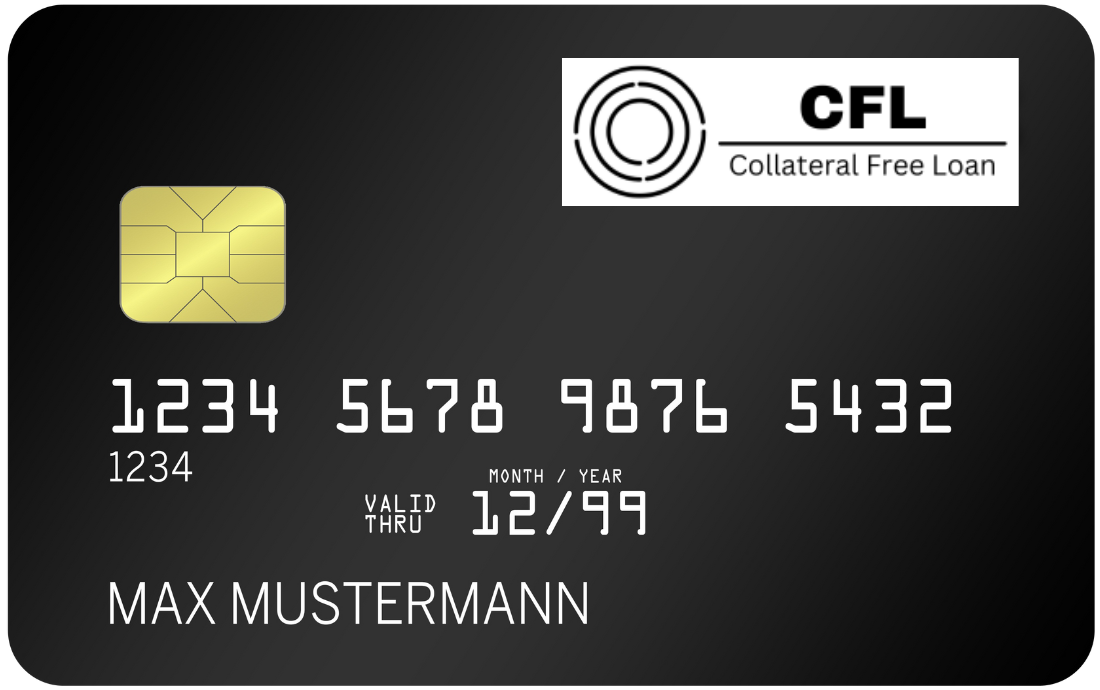 CFL
Collateral Free Loan
1234 5678 9876 5432
1234
MONTH / YEAR
VALID THRU 12/99
MAX MUSTERMANN